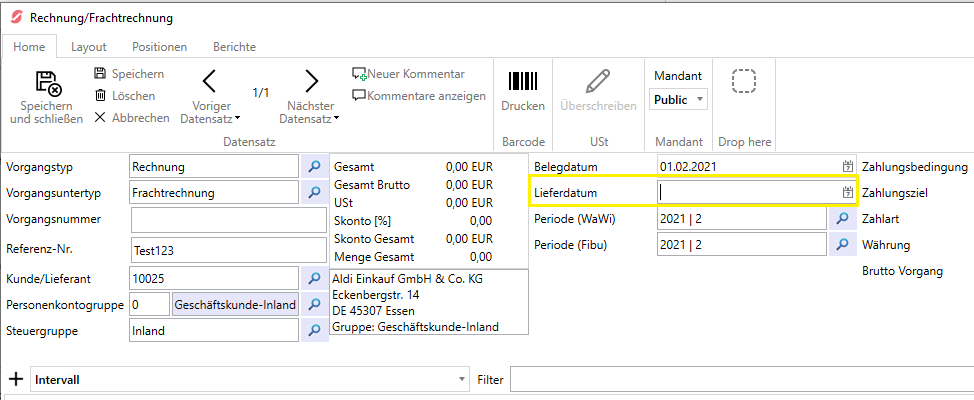 Rechnung/Frachtrechnung
Home Layout Positionen Berichte
Speichern und schließen
Speichern
Löschen
Abbrechen
Voriger Datensatz
1/1
Nächster Datensatz
Neuer Kommentar
Kommentare anzeigen
Datensatz
Drucken
Barcode
Überschreiben
USt
Mandant
Public
Mandant
Drop here
Vorgangstyp Rechnung
Vorgangsuntertyp Frachtrechnung
Vorgangsnummer
Referenz-Nr. Test123
Kunde/Lieferant 10025
Personenkontogruppe 0 Geschäftskunde-Inland
Steuergruppe Inland
Gesamt 0,00 EUR
Gesamt Brutto 0,00 EUR
USt 0,00 EUR
Skonto [%] 0,00
Skonto Gesamt 0,00 EUR
Menge Gesamt 0,00
Aldi Einkauf GmbH & Co. KG
Eckenbergstr. 14
DE 45307 Essen
Gruppe: Geschäftskunde-Inland
Belegdatum 01.02.2021
Lieferdatum
Periode (WaWi) 2021 | 2
Periode (Fibu) 2021 | 2
Zahlungsbedingung
Zahlungsziel
Zahlart
Währung
Brutto Vorgang
Intervall
Filter